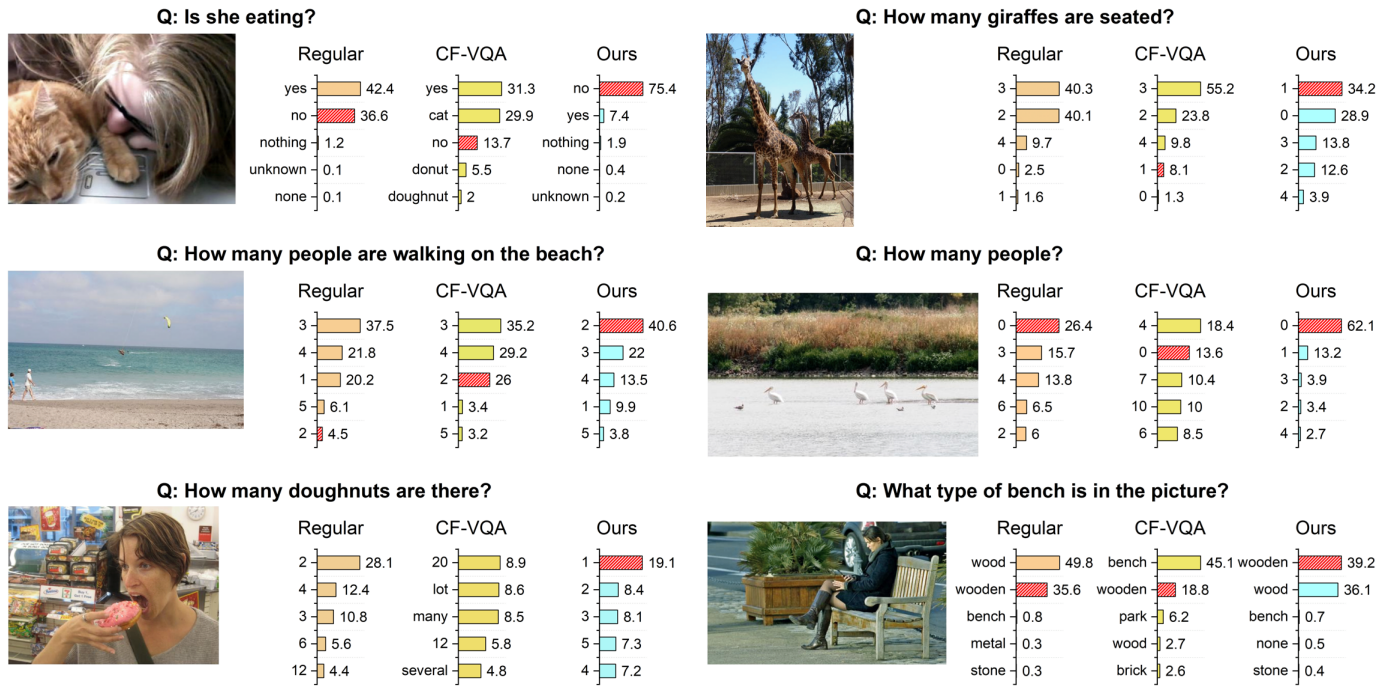 Q: Is she eating?
Regular CF-VQA Ours
yes 42.4 yes 31.3 no 75.4
no 36.6 cat 29.9 yes 7.4
nothing 1.2 no 13.7 nothing 1.9
unknown 0.1 donut 5.5 none 0.4
none 0.1 doughnut 2 unknown 0.2
Q: How many giraffes are seated?
Regular CF-VQA Ours
3 40.3 3 55.2 1 34.2
2 40.1 2 23.8 0 28.9
4 9.7 4 9.8 3 13.8
0 2.5 1 8.1 2 12.6
1 1.6 0 1.3 4 3.9
Q: How many people are walking on the beach?
Regular CF-VQA Ours
3 37.5 3 35.2 2 40.6
4 21.8 4 29.2 3 22
1 20.2 2 26 4 13.5
5 6.1 1 3.4 1 9.9
2 4.5 5 3.2 5 3.8
Q: How many people?
Regular CF-VQA Ours
0 26.4 4 18.4 0 62.1
3 15.7 0 13.6 1 13.2
4 13.8 7 10.4 3 3.9
6 6.5 10 10 2 3.4
2 6 6 8.5 4 2.7
Q: How many doughnuts are there?
Regular CF-VQA Ours
2 28.1 20 8.9 1 19.1
4 12.4 lot 8.6 2 8.4
3 10.8 many 8.5 3 8.1
6 5.6 12 5.8 5 7.3
12 4.4 several 4.8 4 7.2
Q: What type of bench is in the picture?
Regular CF-VQA Ours
wood 49.8 bench 45.1 wooden 39.2
wooden 35.6 wooden 18.8 wood 36.1
bench 0.8 park 6.2 bench 0.7
metal 0.3 wood 2.7 none 0.5
stone 0.3 brick 2.6 stone 0.4